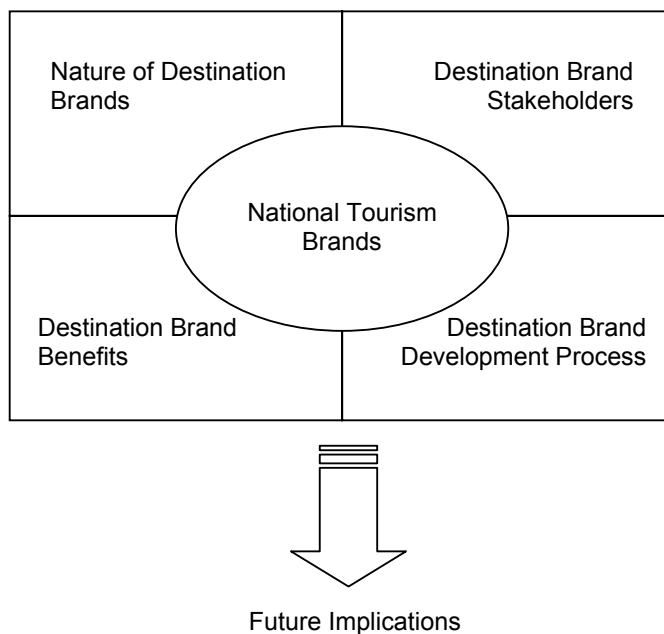 Nature of Destination
Brands
Destination Brand
Stakeholders
National Tourism
Brands
Destination Brand
Benefits
Destination Brand
Development Process
Future Implications